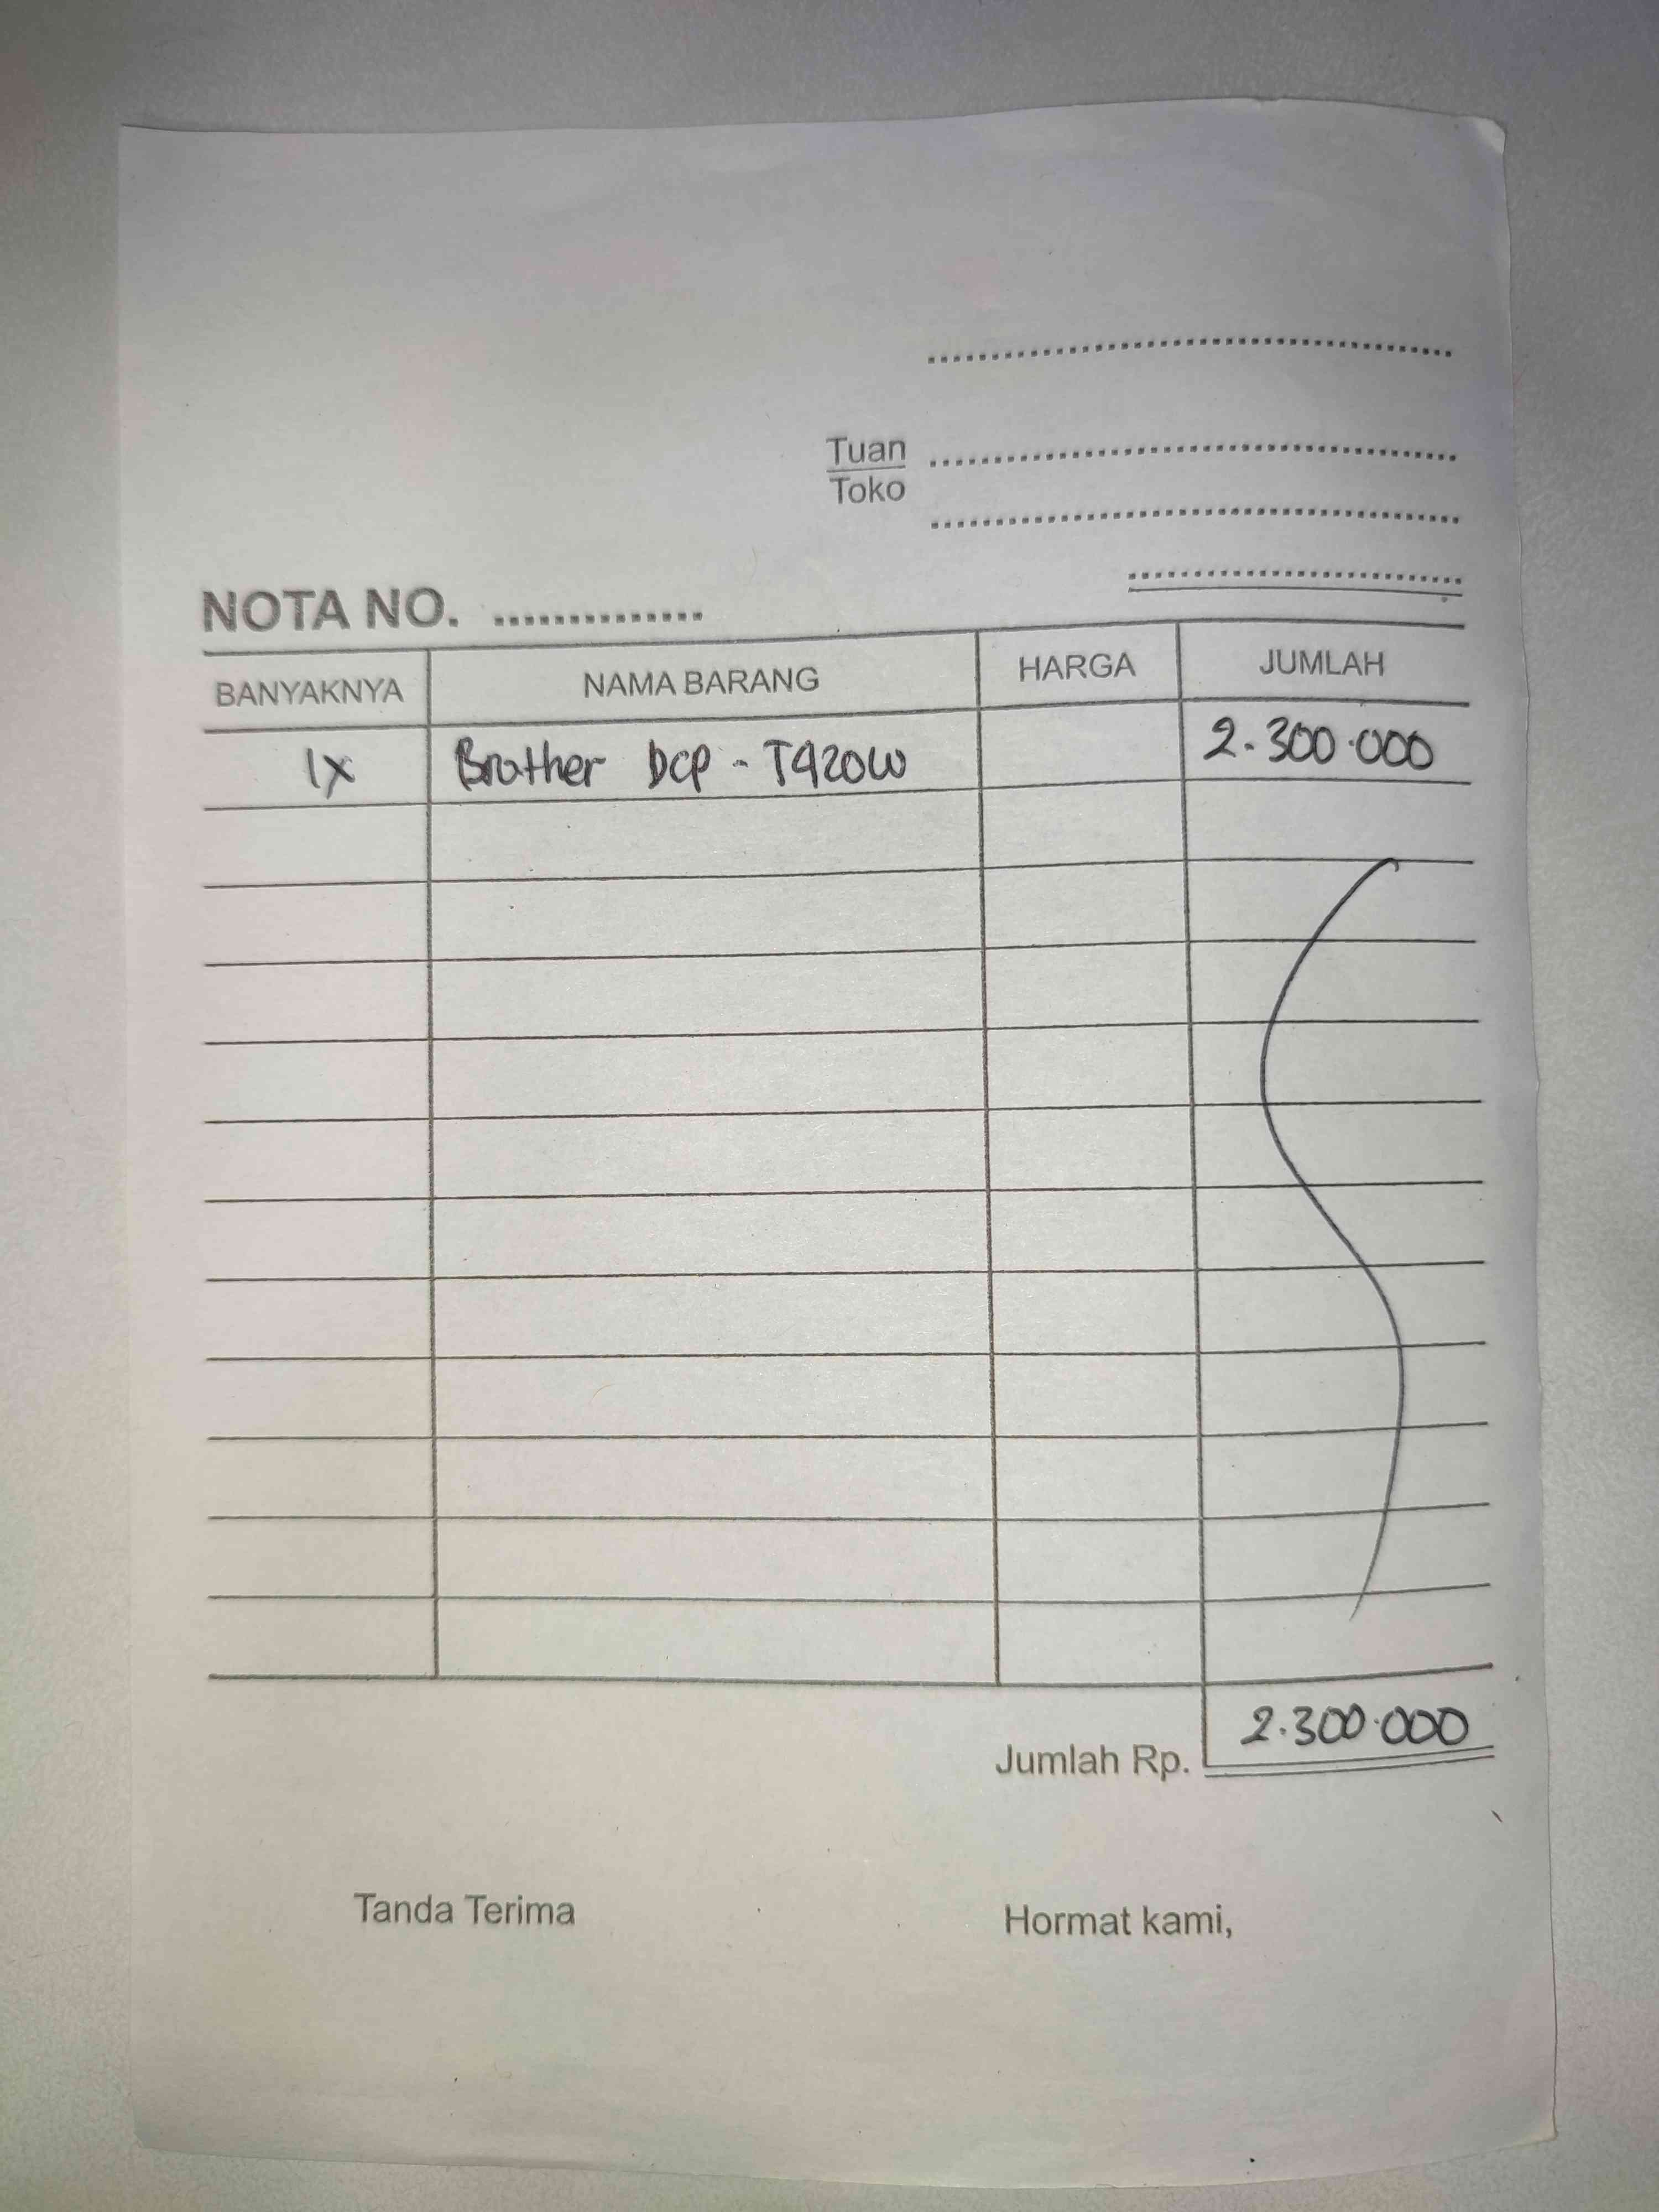 Tuan
Toko
NOTA NO. ..............
BANYAKNYA NAMA BARANG HARGA JUMLAH
1x Brother DCP - T420W 2.300.000
Jumlah Rp. 2.300.000
Tanda Terima Hormat kami,